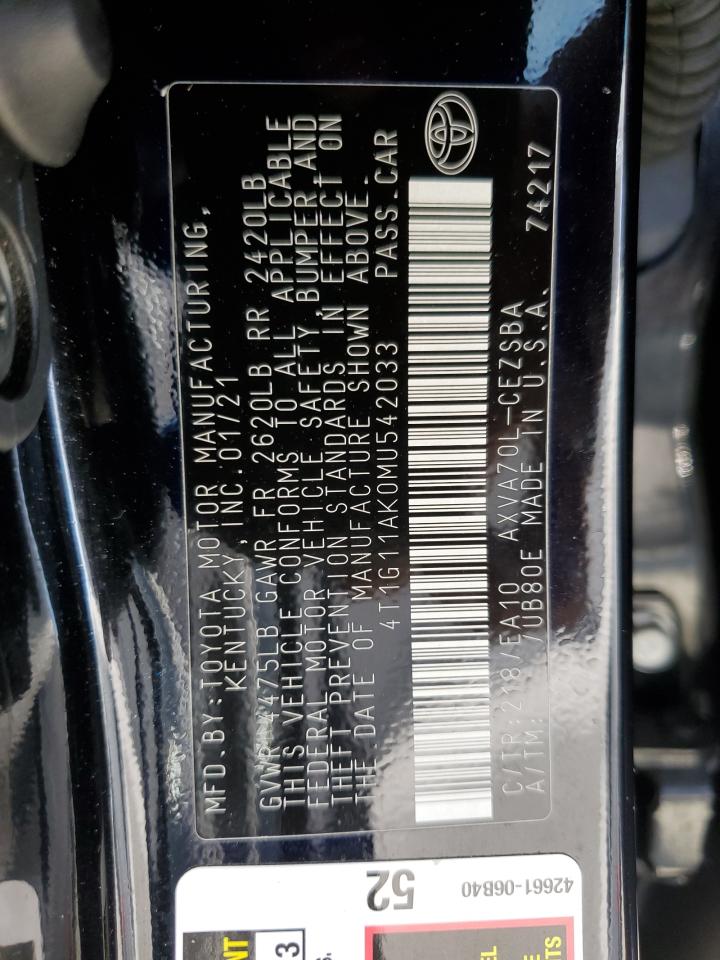 MFD.BY:TOYOTA MOTOR MANUFACTURING,
KENTUCKY, INC.01/21
GVWR 4475LB GAWR FR 2620LB RR 2420LB
THIS VEHICLE CONFORMS TO ALL APPLICABLE
FEDERAL MOTOR VEHICLE SAFETY, BUMPER AND
THEFT PREVENTION STANDARDS IN EFFECT ON
THE DATE OF MANUFACTURE SHOWN ABOVE.
4T1G11AK0MU542033 PASS.CAR
C/TR:218/EA10 AXVA70L-CEZSBA
A/TM: /UB80E MADE IN U.S.A. 74217
52
42661-06B40
NT
3
S.
EL
E
TS